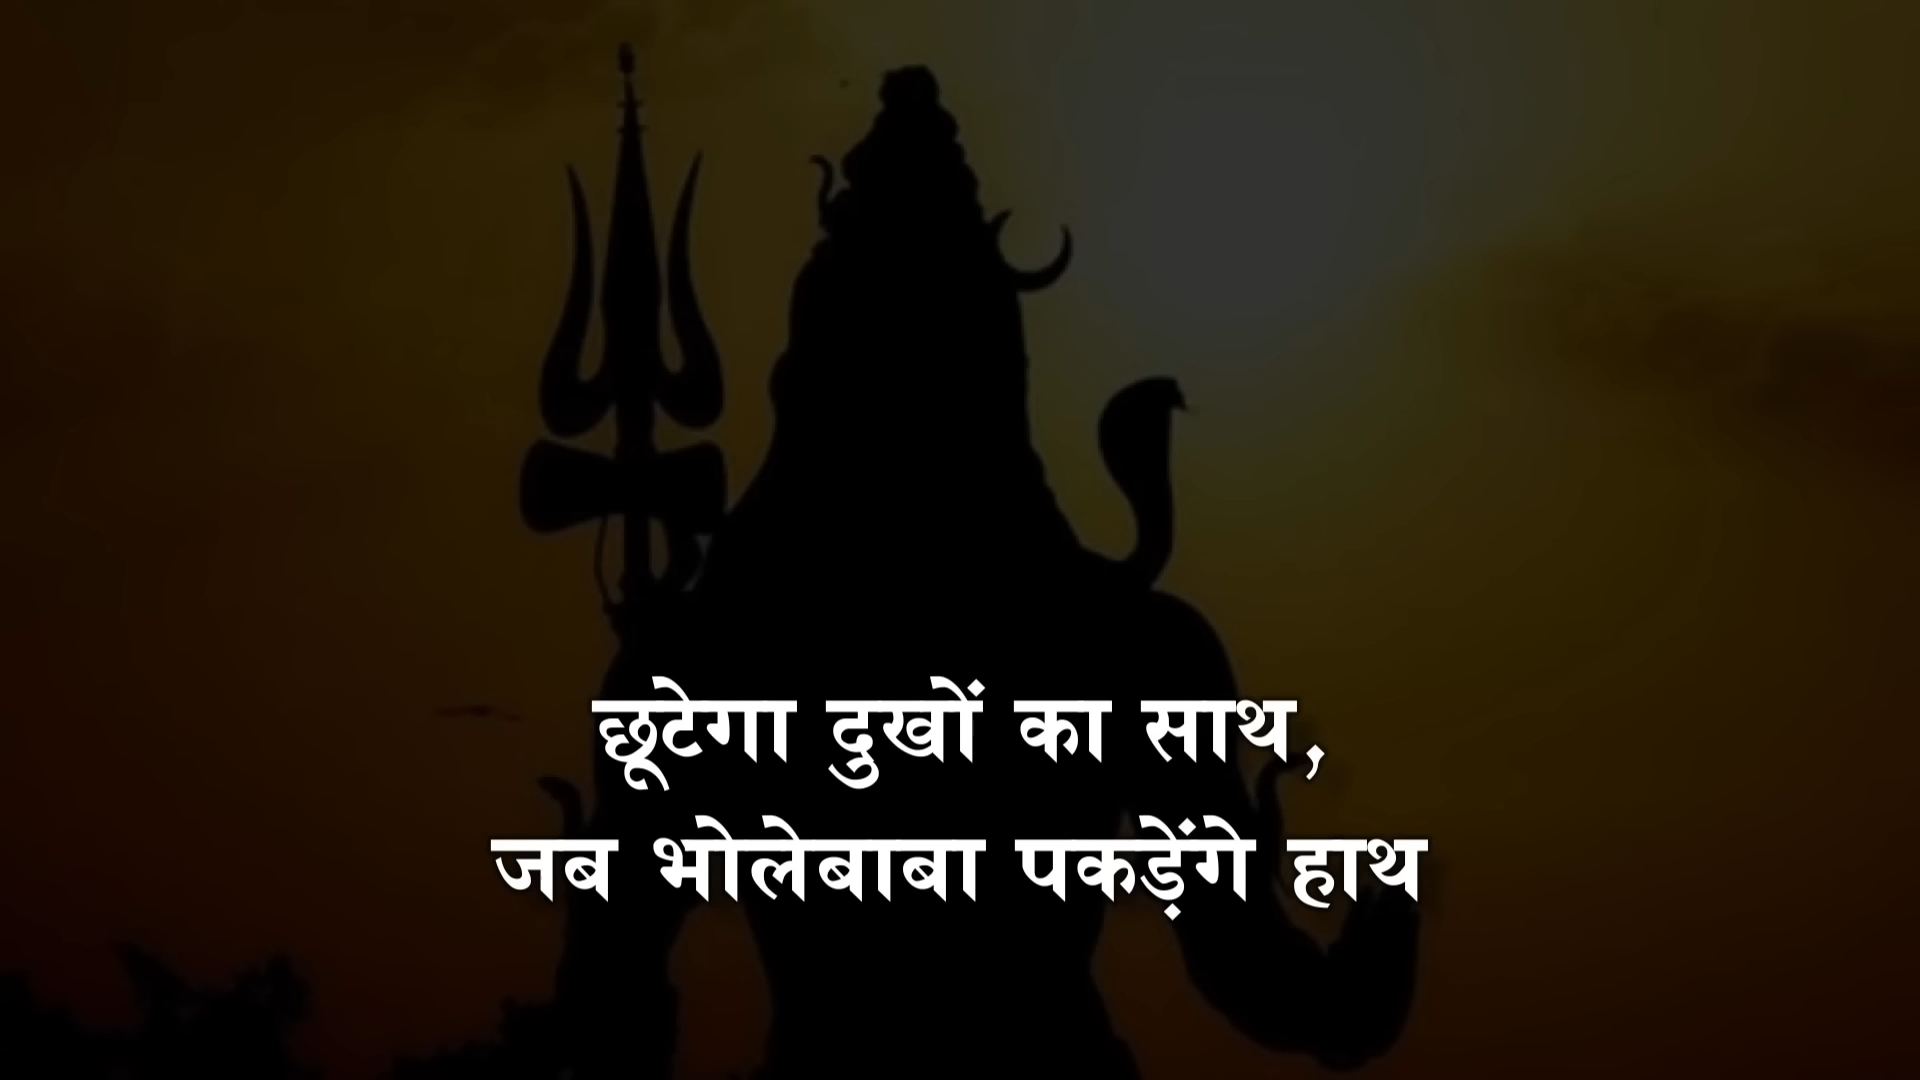 छूटेगा दुखों का साथ,
जब भोलेबाबा पकड़ेंगे हाथ